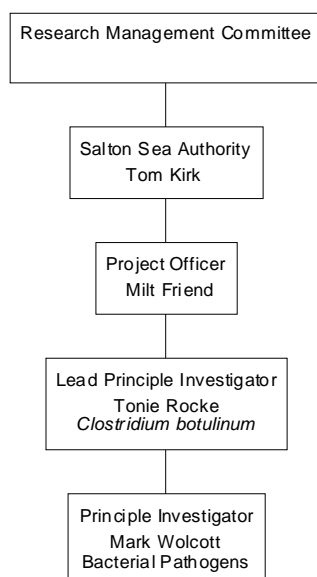 Research Management Committee
Salton Sea Authority
Tom Kirk
Project Officer
Milt Friend
Lead Principle Investigator
Tonie Rocke
Clostridium botulinum
Principle Investigator
Mark Wolcott
Bacterial Pathogens